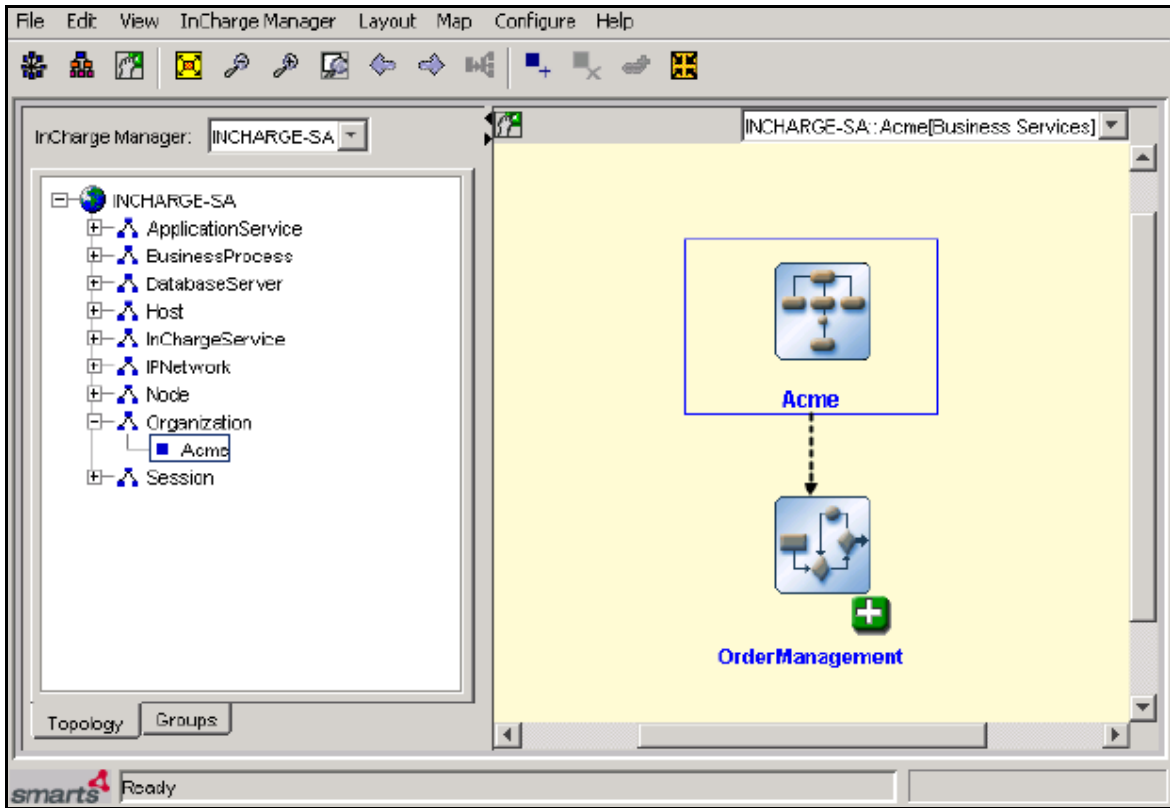 File Edit View InCharge Manager Layout Map Configure Help
InCharge Manager: INCHARGE-SA
INCHARGE-SA::Acme[Business Services]
INCHARGE-SA
ApplicationService
BusinessProcess
DatabaseServer
Host
InChargeService
IPNetwork
Node
Organization
Acme
Session
Acme
OrderManagement
Topology Groups
smarts Ready